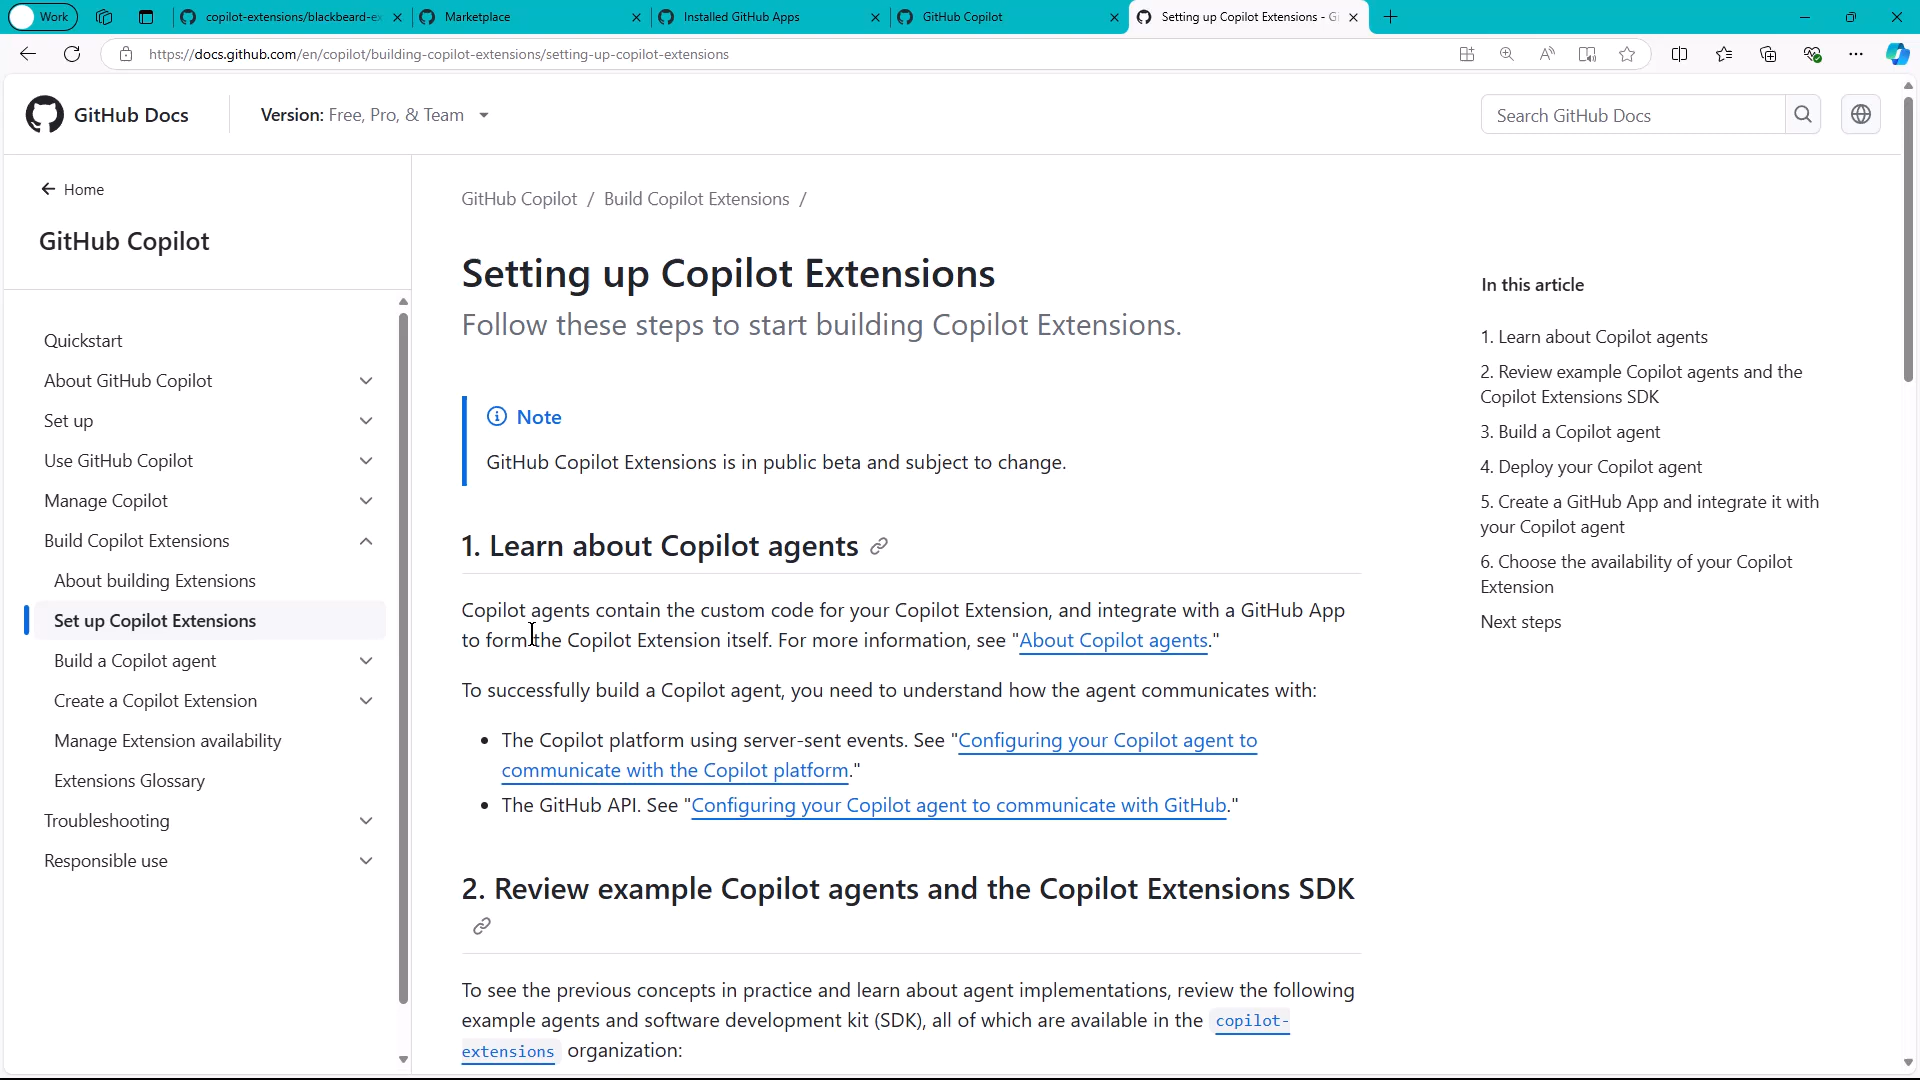 Work
copilot-extensions/blackbeard-ex
Marketplace
Installed GitHub Apps
GitHub Copilot
Setting up Copilot Extensions - Gi
https://docs.github.com/en/copilot/building-copilot-extensions/setting-up-copilot-extensions
GitHub Docs
Version: Free, Pro, & Team
Search GitHub Docs
Home
GitHub Copilot
Quickstart
About GitHub Copilot
Set up
Use GitHub Copilot
Manage Copilot
Build Copilot Extensions
About building Extensions
Set up Copilot Extensions
Build a Copilot agent
Create a Copilot Extension
Manage Extension availability
Extensions Glossary
Troubleshooting
Responsible use
GitHub Copilot / Build Copilot Extensions /
Setting up Copilot Extensions
Follow these steps to start building Copilot Extensions.
Note
GitHub Copilot Extensions is in public beta and subject to change.
1. Learn about Copilot agents
Copilot agents contain the custom code for your Copilot Extension, and integrate with a GitHub App
to form the Copilot Extension itself. For more information, see "About Copilot agents."
To successfully build a Copilot agent, you need to understand how the agent communicates with:
• The Copilot platform using server-sent events. See "Configuring your Copilot agent to
communicate with the Copilot platform."
• The GitHub API. See "Configuring your Copilot agent to communicate with GitHub."
2. Review example Copilot agents and the Copilot Extensions SDK
To see the previous concepts in practice and learn about agent implementations, review the following
example agents and software development kit (SDK), all of which are available in the copilot-
extensions organization:
In this article
1. Learn about Copilot agents
2. Review example Copilot agents and the
Copilot Extensions SDK
3. Build a Copilot agent
4. Deploy your Copilot agent
5. Create a GitHub App and integrate it with
your Copilot agent
6. Choose the availability of your Copilot
Extension
Next steps